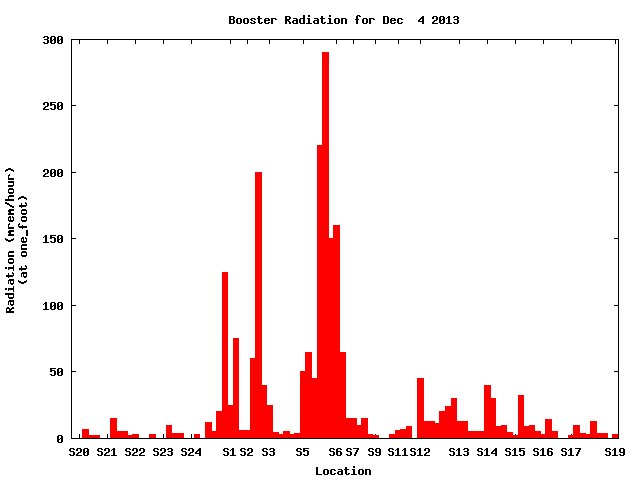 Booster Radiation for Dec  4 2013
Radiation (mrem/hour)
(at one_foot)
300
250
200
150
100
50
0
S20 S21 S22 S23 S24 S1 S2 S3 S5 S6 S7 S9 S11 S12 S13 S14 S15 S16 S17 S19
Location